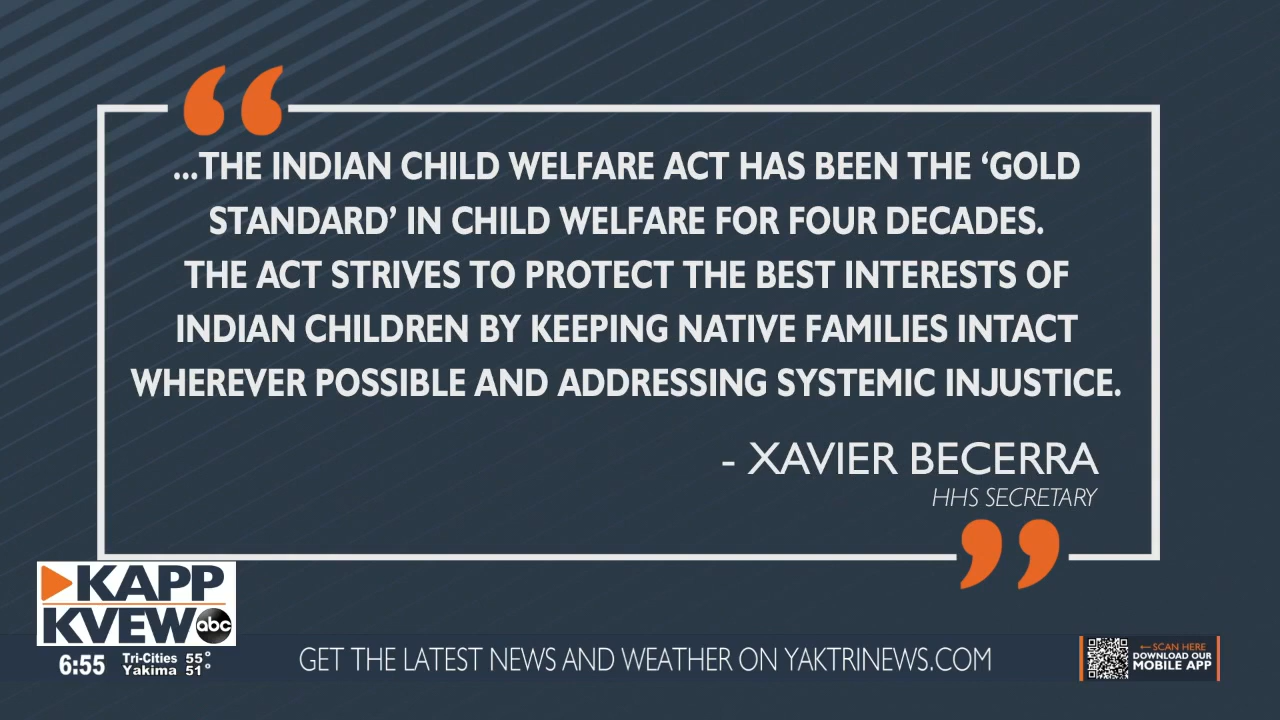 “
...THE INDIAN CHILD WELFARE ACT HAS BEEN THE ‘GOLD
STANDARD’ IN CHILD WELFARE FOR FOUR DECADES.
THE ACT STRIVES TO PROTECT THE BEST INTERESTS OF
INDIAN CHILDREN BY KEEPING NATIVE FAMILIES INTACT
WHEREVER POSSIBLE AND ADDRESSING SYSTEMIC INJUSTICE.
- XAVIER BECERRA
HHS SECRETARY
”
KAPP
KVEW abc
6:55
Tri-Cities 55°
Yakima 51°
GET THE LATEST NEWS AND WEATHER ON YAKTRINEWS.COM
←SCAN HERE
DOWNLOAD OUR
MOBILE APP